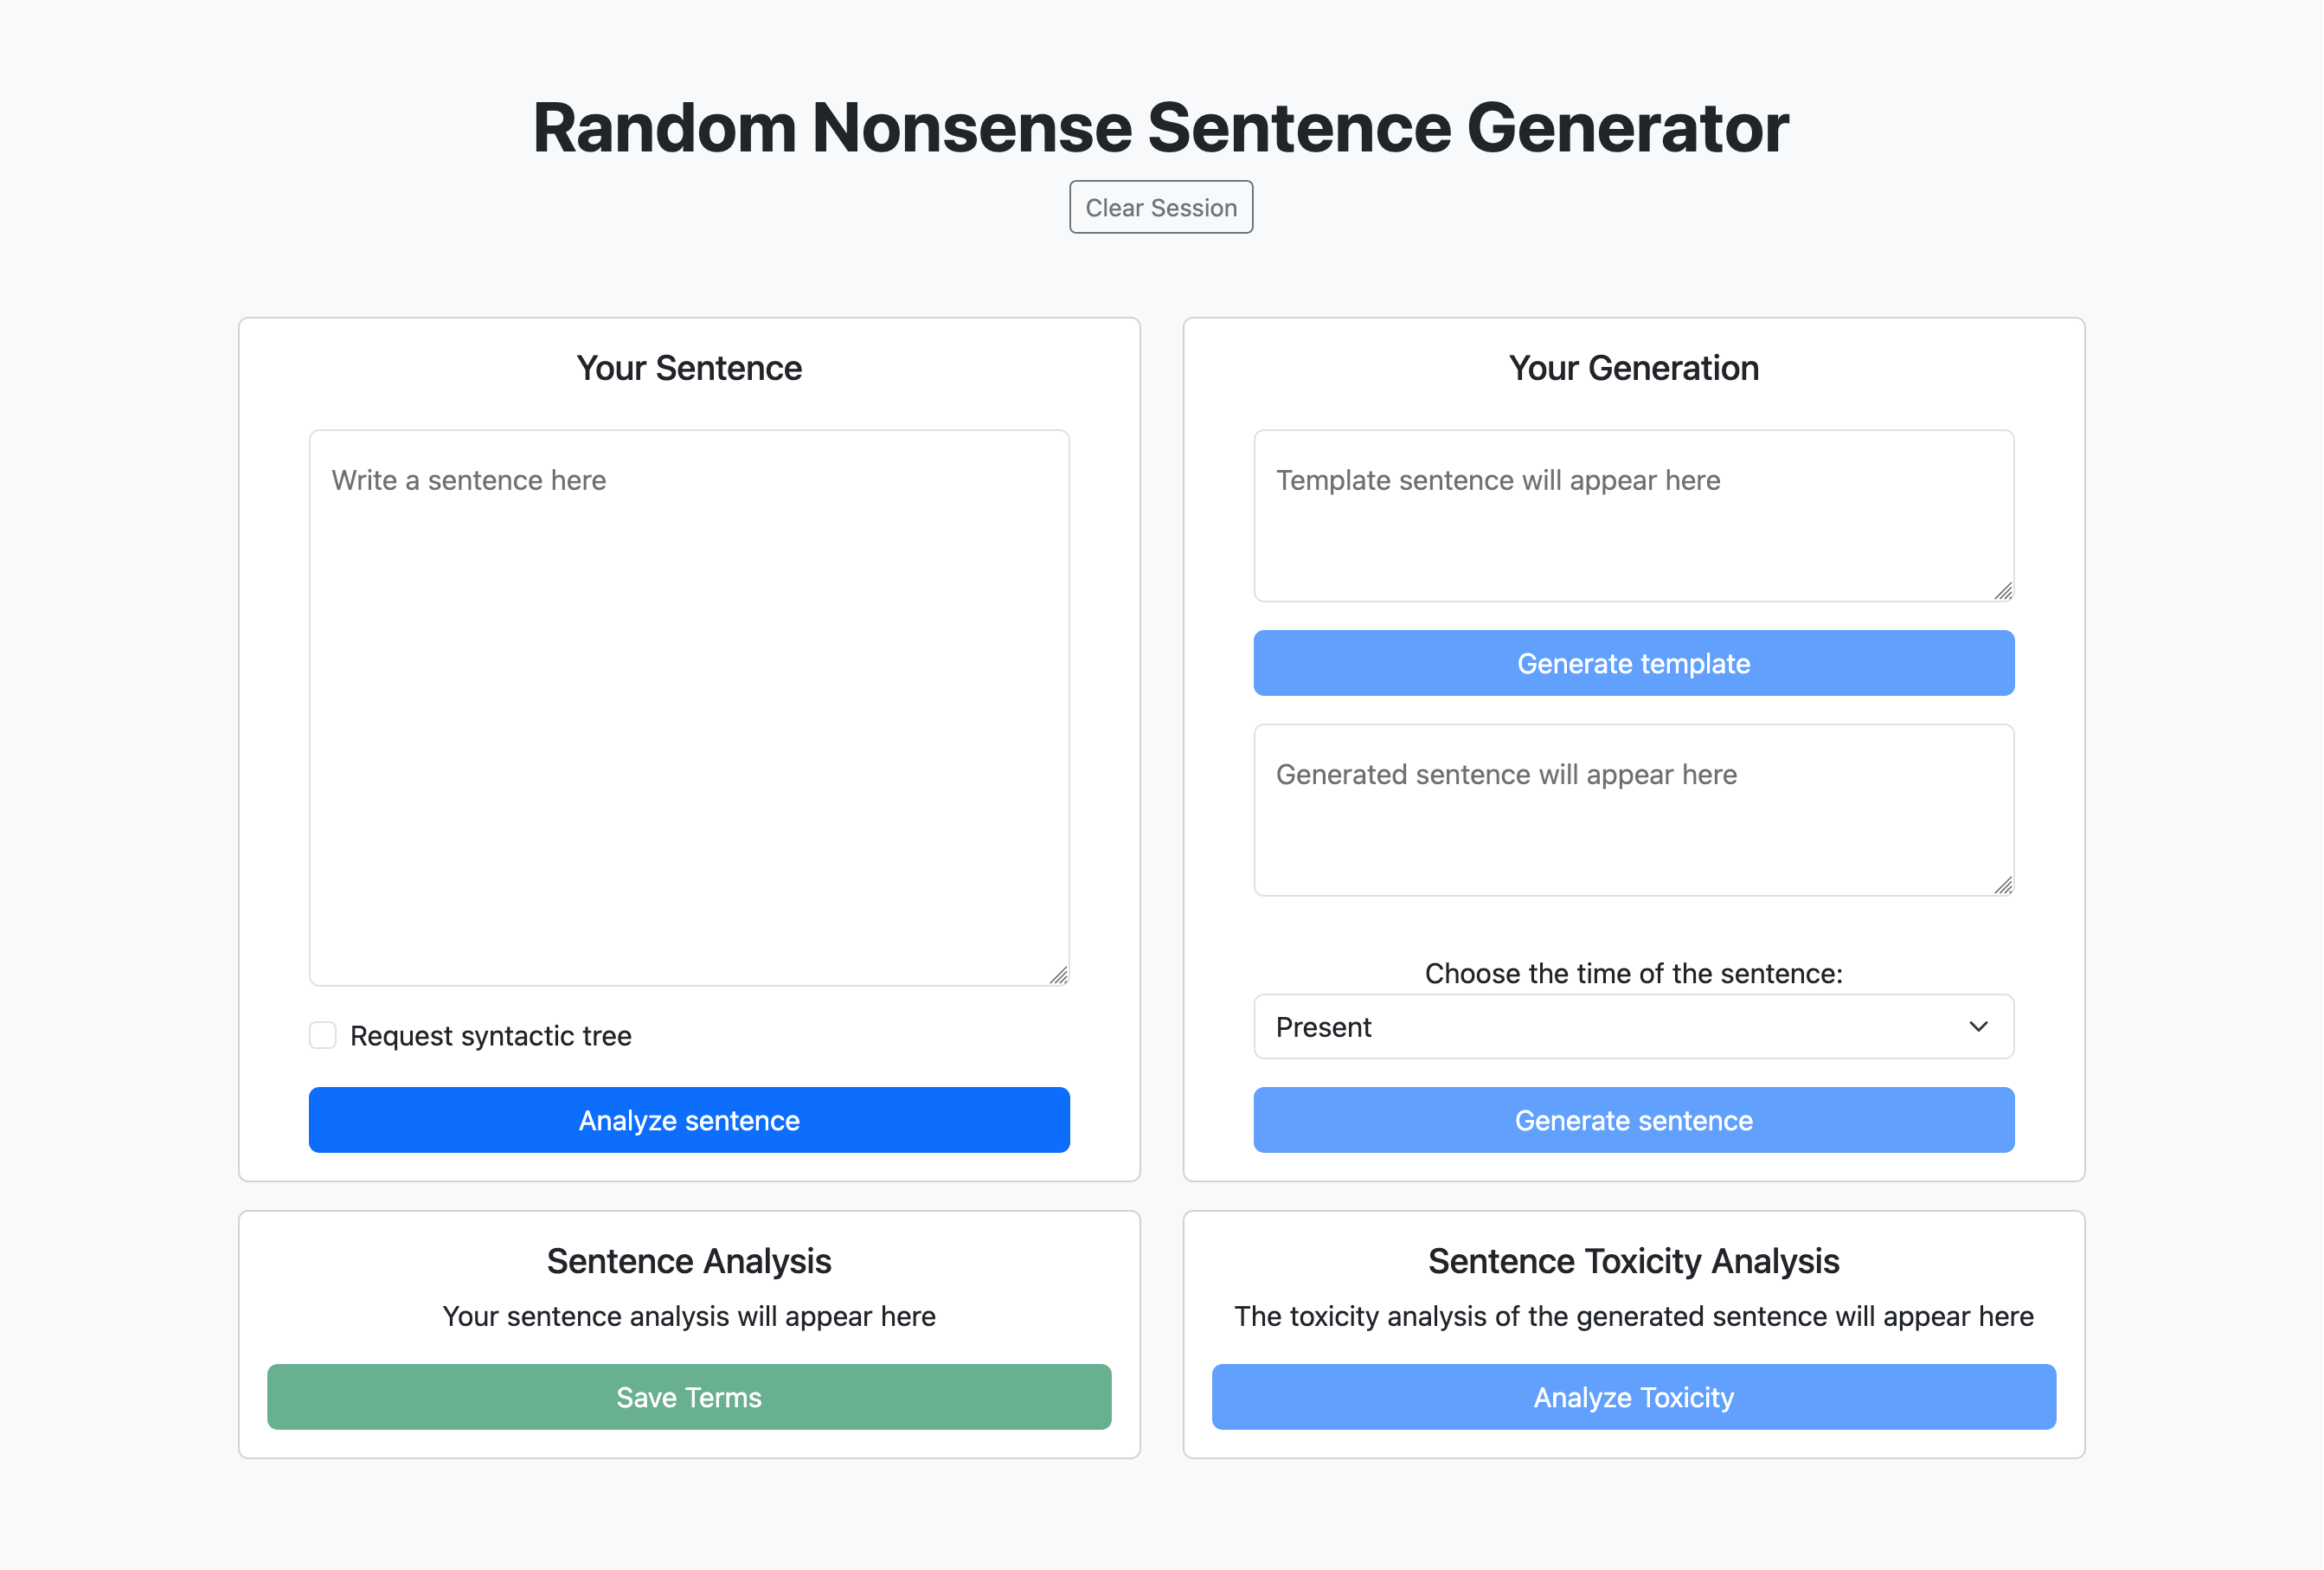 Random Nonsense Sentence Generator
Clear Session
Your Sentence
Write a sentence here
Request syntactic tree
Analyze sentence
Your Generation
Template sentence will appear here
Generate template
Generated sentence will appear here
Choose the time of the sentence:
Present
Generate sentence
Sentence Analysis
Your sentence analysis will appear here
Save Terms
Sentence Toxicity Analysis
The toxicity analysis of the generated sentence will appear here
Analyze Toxicity